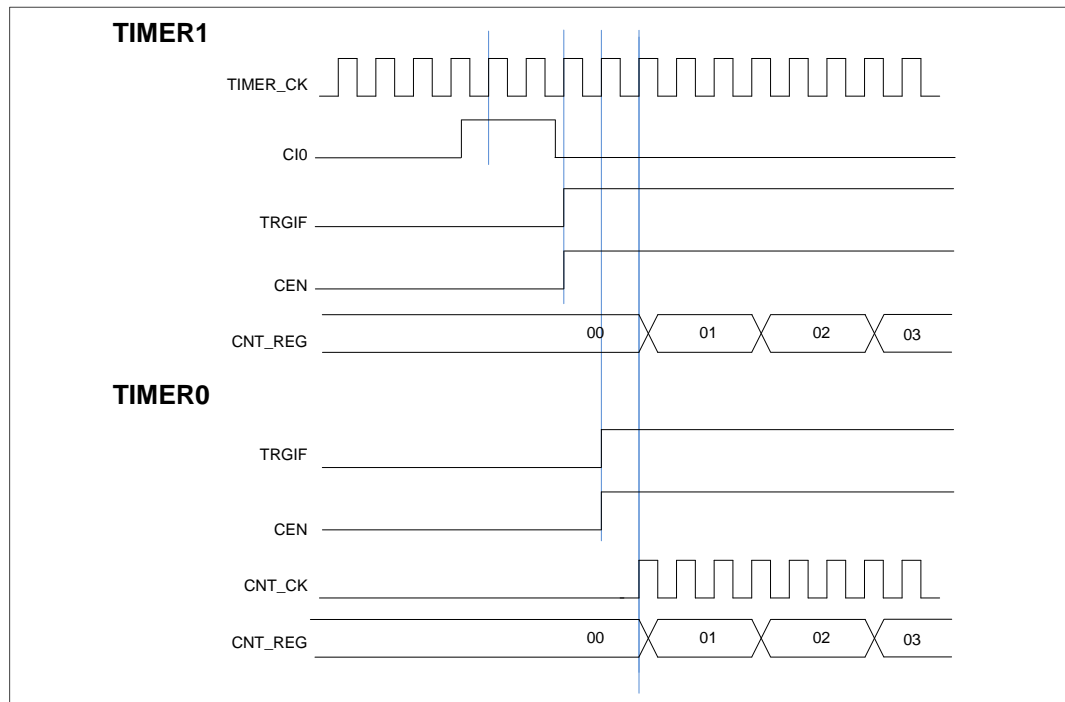 TIMER1
TIMER_CK
CI0
TRGIF
CEN
CNT_REG 00 01 02 03
TIMER0
TRGIF
CEN
CNT_CK
CNT_REG 00 01 02 03